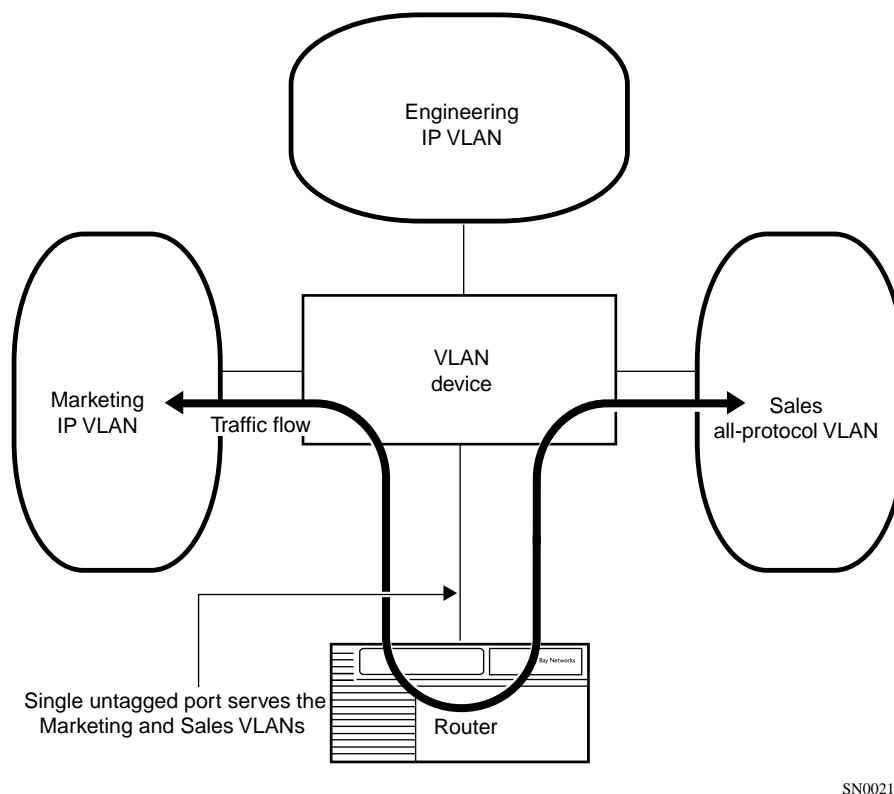 Engineering
IP VLAN
VLAN
device
Marketing
IP VLAN
Traffic flow
Sales
all-protocol VLAN
Bay Networks
Single untagged port serves the
Marketing and Sales VLANs
Router
SN0021